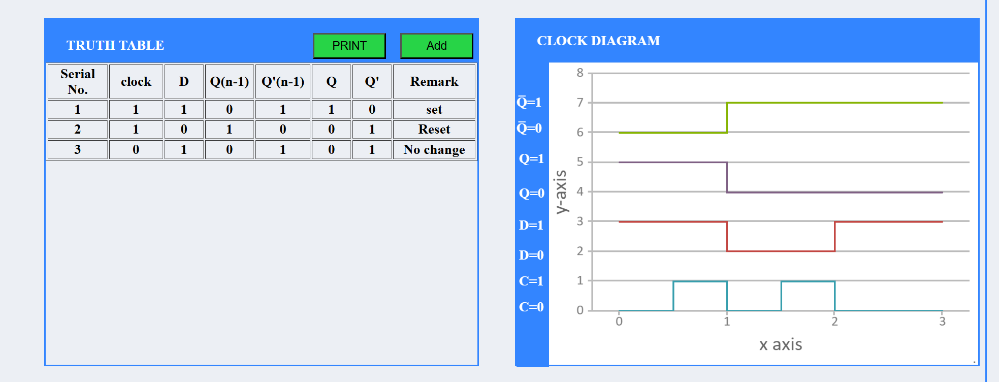 TRUTH TABLE PRINT Add
Serial No. clock D Q(n-1) Q'(n-1) Q Q' Remark
1 1 1 0 1 1 0 set
2 1 0 1 0 0 1 Reset
3 0 1 0 1 0 1 No change
CLOCK DIAGRAM
Q̅=1
Q̅=0
Q=1
Q=0
D=1
D=0
C=1
C=0
y-axis
8
7
6
5
4
3
2
1
0
0 1 2 3
x axis